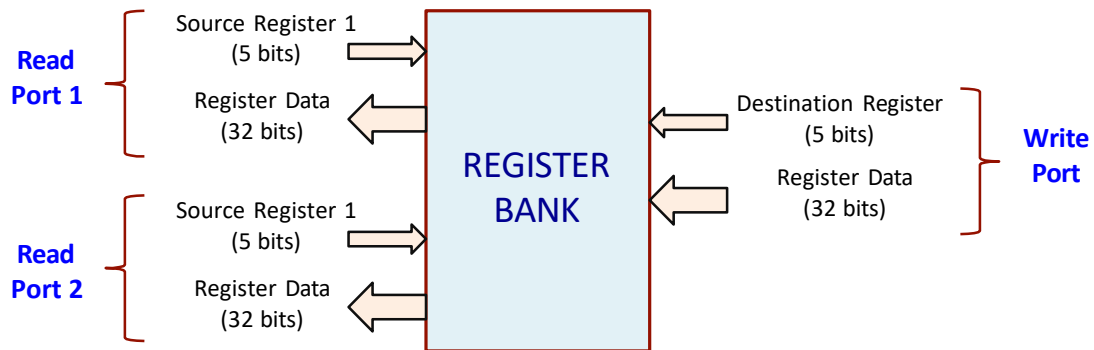 Read
Port 1
Source Register 1
(5 bits)
Register Data
(32 bits)
Read
Port 2
Source Register 1
(5 bits)
Register Data
(32 bits)
REGISTER
BANK
Destination Register
(5 bits)
Register Data
(32 bits)
Write
Port